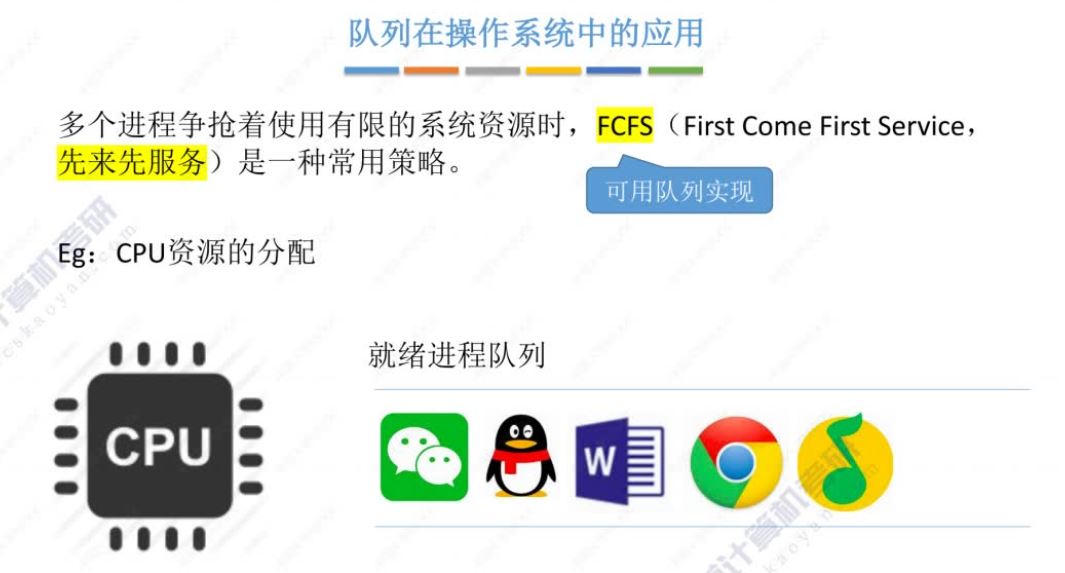 队列在操作系统中的应用
多个进程争抢着使用有限的系统资源时，FCFS（First Come First Service，
先来先服务）是一种常用策略。
可用队列实现
Eg：CPU资源的分配
就绪进程队列
CPU
W